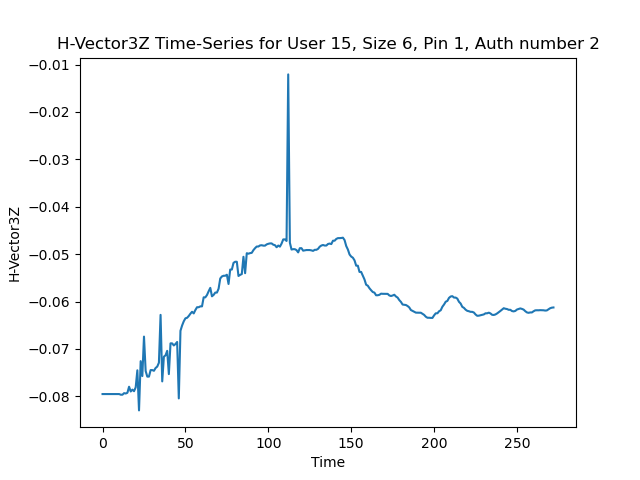 H-Vector3Z Time-Series for User 15, Size 6, Pin 1, Auth number 2
−0.01
−0.02
−0.03
−0.04
−0.05
−0.06
−0.07
−0.08
H-Vector3Z
0 50 100 150 200 250
Time